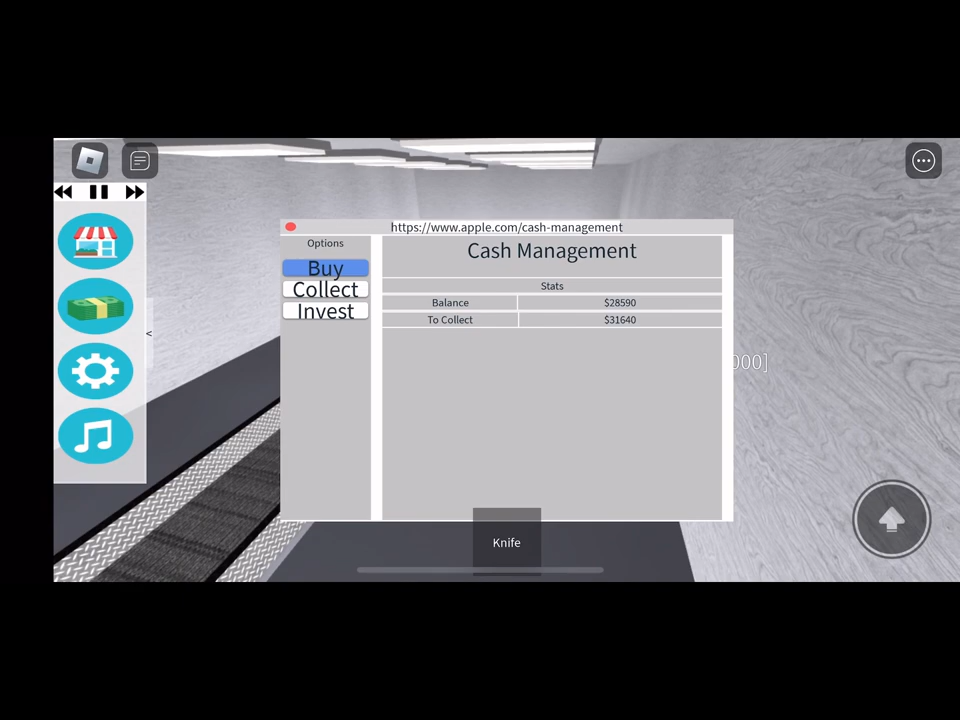 https://www.apple.com/cash-management
Options
Cash Management
Buy
Collect
Invest
Stats
Balance $28590
To Collect $31640
<
000]
Knife